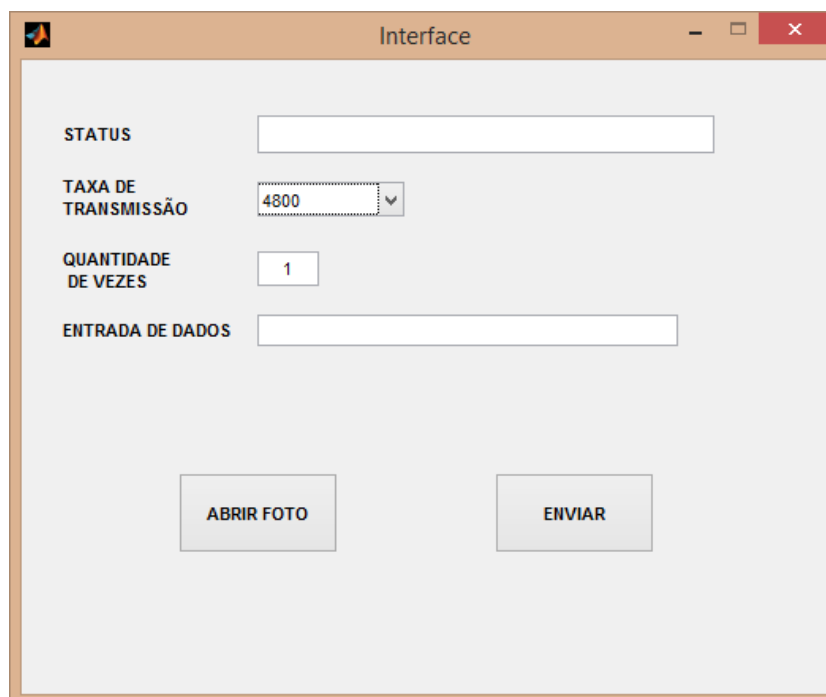 Interface
STATUS
TAXA DE
TRANSMISSÃO
4800
QUANTIDADE
DE VEZES
1
ENTRADA DE DADOS
ABRIR FOTO
ENVIAR